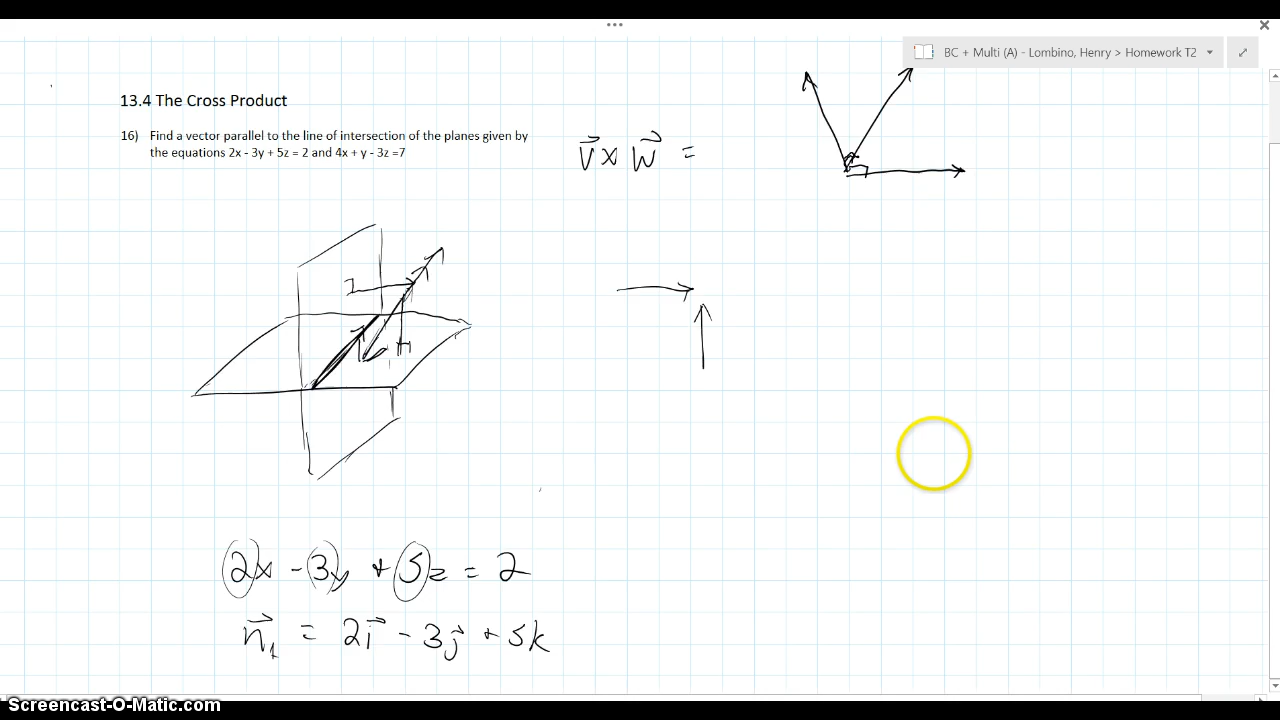 BC + Multi (A) - Lombino, Henry > Homework T2
13.4 The Cross Product
16) Find a vector parallel to the line of intersection of the planes given by
the equations 2x - 3y + 5z = 2 and 4x + y - 3z =7
v⃗ x w⃗ =
2x - 3y + 5z = 2
n⃗₁ = 2i⃗ - 3j⃗ + 5k
Screencast-O-Matic.com